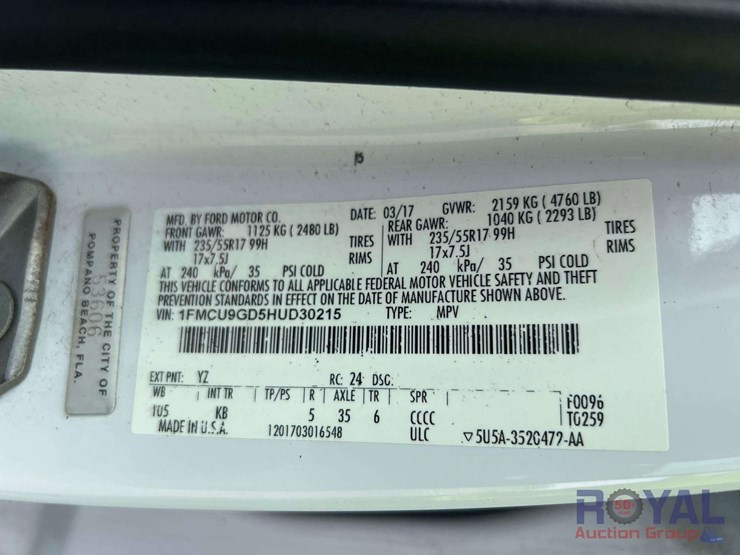 MFD. BY FORD MOTOR CO. DATE: 03/17 GVWR: 2159 KG ( 4760 LB)
FRONT GAWR: 1125 KG ( 2480 LB) REAR GAWR: 1040 KG ( 2293 LB)
WITH 235/55R17 99H TIRES WITH 235/55R17 99H TIRES
17x7.5J RIMS 17x7.5J RIMS
AT 240 kPa/ 35 PSI COLD AT 240 kPa/ 35 PSI COLD
THIS VEHICLE CONFORMS TO ALL APPLICABLE FEDERAL MOTOR VEHICLE SAFETY AND THEFT
PREVENTION STANDARDS IN EFFECT ON THE DATE OF MANUFACTURE SHOWN ABOVE.
VIN: 1FMCU9GD5HUD30215 TYPE: MPV
EXT PNT: YZ RC: 24 DSO:
WB INT TR TP/PS R AXLE TR SPR F0096
105 KB 5 35 6 CCCC TG259
MADE IN U.S.A. 1201703016548 ULC ▽5U5A-3520472-AA
PROPERTY OF THE CITY OF
53606
POMPANO BEACH, FLA.
50
ROYAL
Auction Group